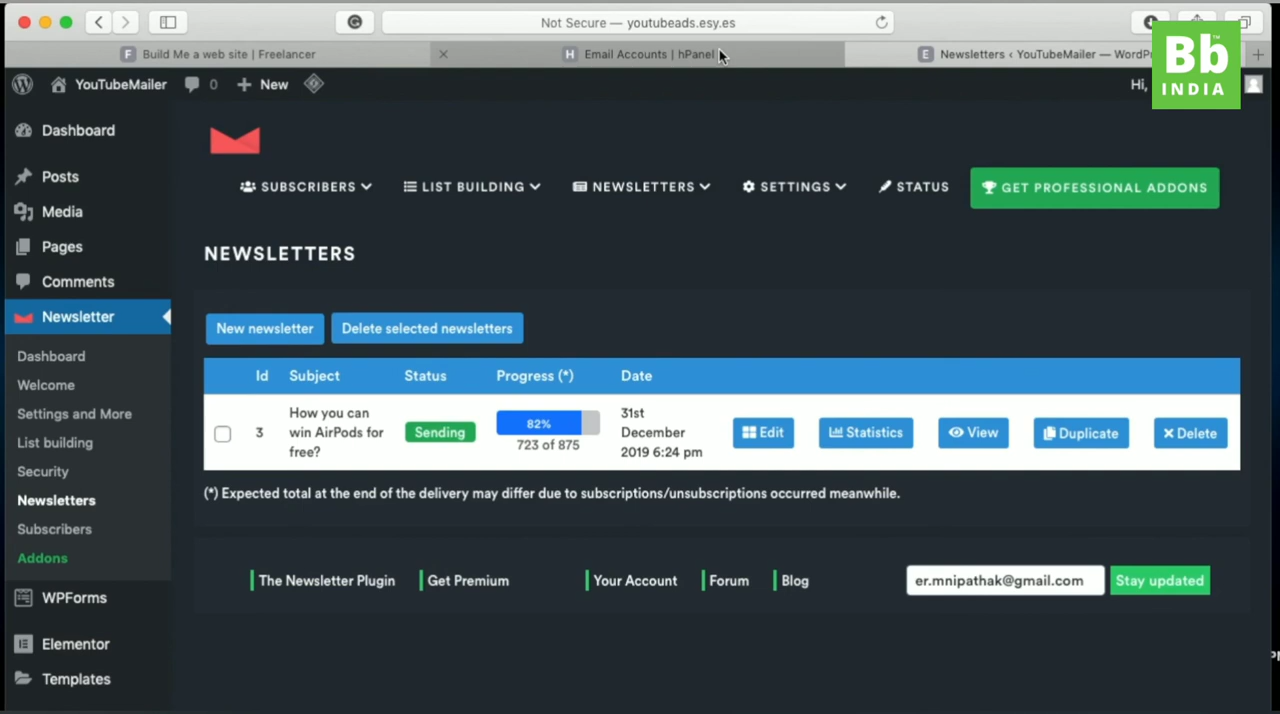 Not Secure — youtubeads.esy.es
Build Me a web site | Freelancer
Email Accounts | hPanel
Newsletters ‹ YouTubeMailer — WordPr
Bb™
INDIA
YouTubeMailer
0
New
Hi,
Dashboard
Posts
Media
Pages
Comments
Newsletter
Dashboard
Welcome
Settings and More
List building
Security
Newsletters
Subscribers
Addons
WPForms
Elementor
Templates
SUBSCRIBERS
LIST BUILDING
NEWSLETTERS
SETTINGS
STATUS
GET PROFESSIONAL ADDONS
NEWSLETTERS
New newsletter
Delete selected newsletters
Id Subject Status Progress (*) Date
3
How you can
win AirPods for
free?
Sending
82%
723 of 875
31st
December
2019 6:24 pm
Edit
Statistics
View
Duplicate
Delete
(*) Expected total at the end of the delivery may differ due to subscriptions/unsubscriptions occurred meanwhile.
The Newsletter Plugin
Get Premium
Your Account
Forum
Blog
er.mnipathak@gmail.com
Stay updated